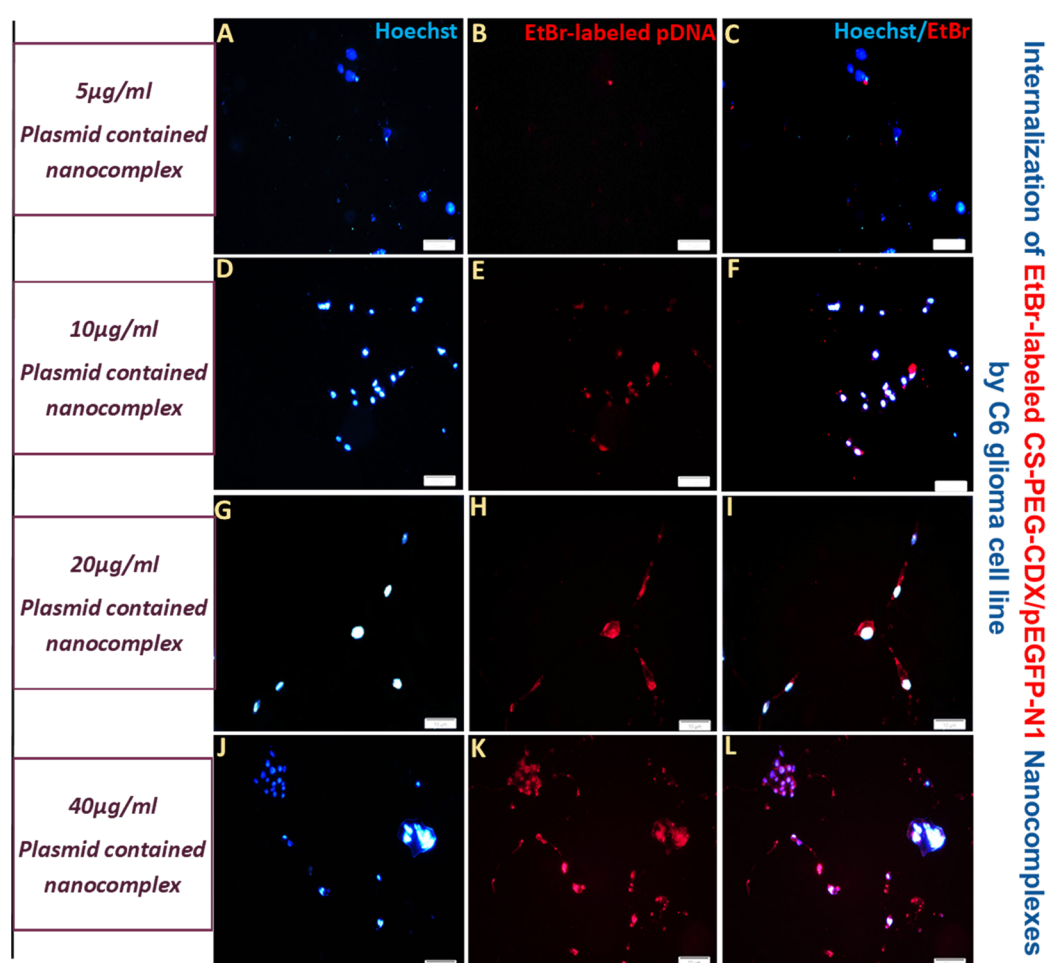 A
Hoechst
B
EtBr-labeled pDNA
C
Hoechst/EtBr
5µg/ml
Plasmid contained
nanocomplex
D
E
F
10µg/ml
Plasmid contained
nanocomplex
G
H
I
20µg/ml
Plasmid contained
nanocomplex
J
K
L
40µg/ml
Plasmid contained
nanocomplex
Internalization of EtBr-labeled CS-PEG-CDX/pEGFP-N1 Nanocomplexes
by C6 glioma cell line